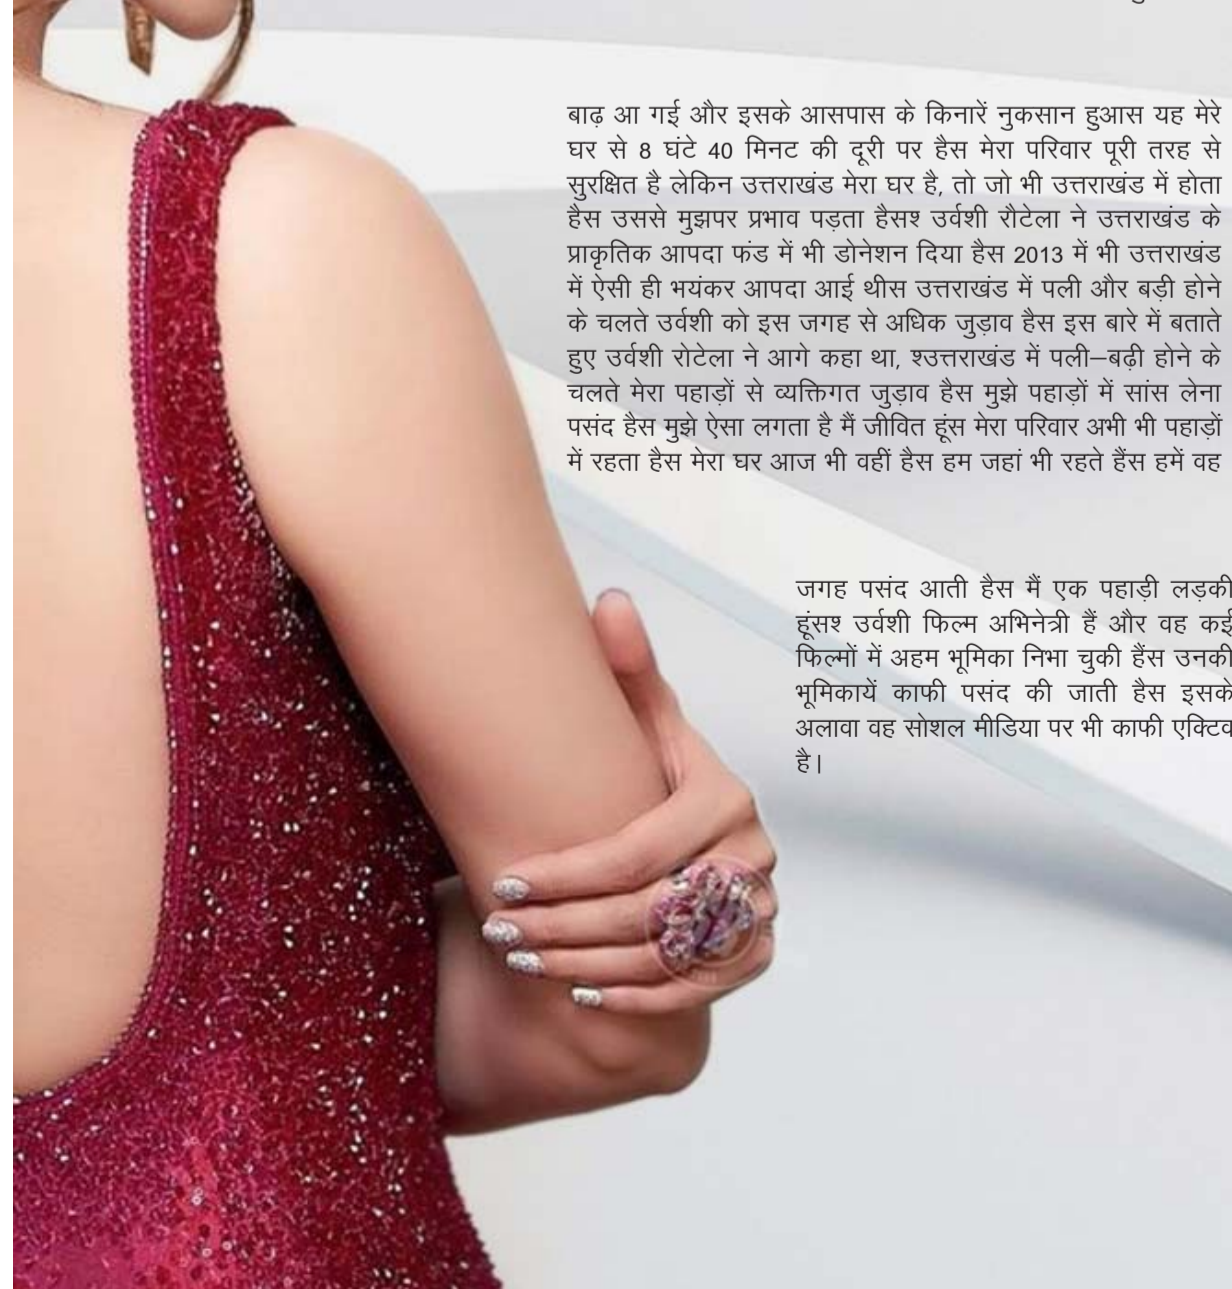 बाढ़ आ गई और इसके आसपास के किनारें नुकसान हुआस यह मेरे
घर से 8 घंटे 40 मिनट की दूरी पर हैस मेरा परिवार पूरी तरह से
सुरक्षित है लेकिन उत्तराखंड मेरा घर है, तो जो भी उत्तराखंड में होता
हैस उससे मुझपर प्रभाव पड़ता हैसश उर्वशी रौटेला ने उत्तराखंड के
प्राकृतिक आपदा फंड में भी डोनेशन दिया हैस 2013 में भी उत्तराखंड
में ऐसी ही भयंकर आपदा आई थीस उत्तराखंड में पली और बड़ी होने
के चलते उर्वशी को इस जगह से अधिक जुड़ाव हैस इस बारे में बताते
हुए उर्वशी रोटेला ने आगे कहा था, श्उत्तराखंड में पली–बढ़ी होने के
चलते मेरा पहाड़ों से व्यक्तिगत जुड़ाव हैस मुझे पहाड़ों में सांस लेना
पसंद हैस मुझे ऐसा लगता है मैं जीवित हूंस मेरा परिवार अभी भी पहाड़ों
में रहता हैस मेरा घर आज भी वहीं हैस हम जहां भी रहते हैंस हमें वह
जगह पसंद आती हैस मैं एक पहाड़ी लड़की
हूंसश उर्वशी फिल्म अभिनेत्री हैं और वह कई
फिल्मों में अहम भूमिका निभा चुकी हैंस उनकी
भूमिकायें काफी पसंद की जाती हैस इसके
अलावा वह सोशल मीडिया पर भी काफी एक्टिव
है।